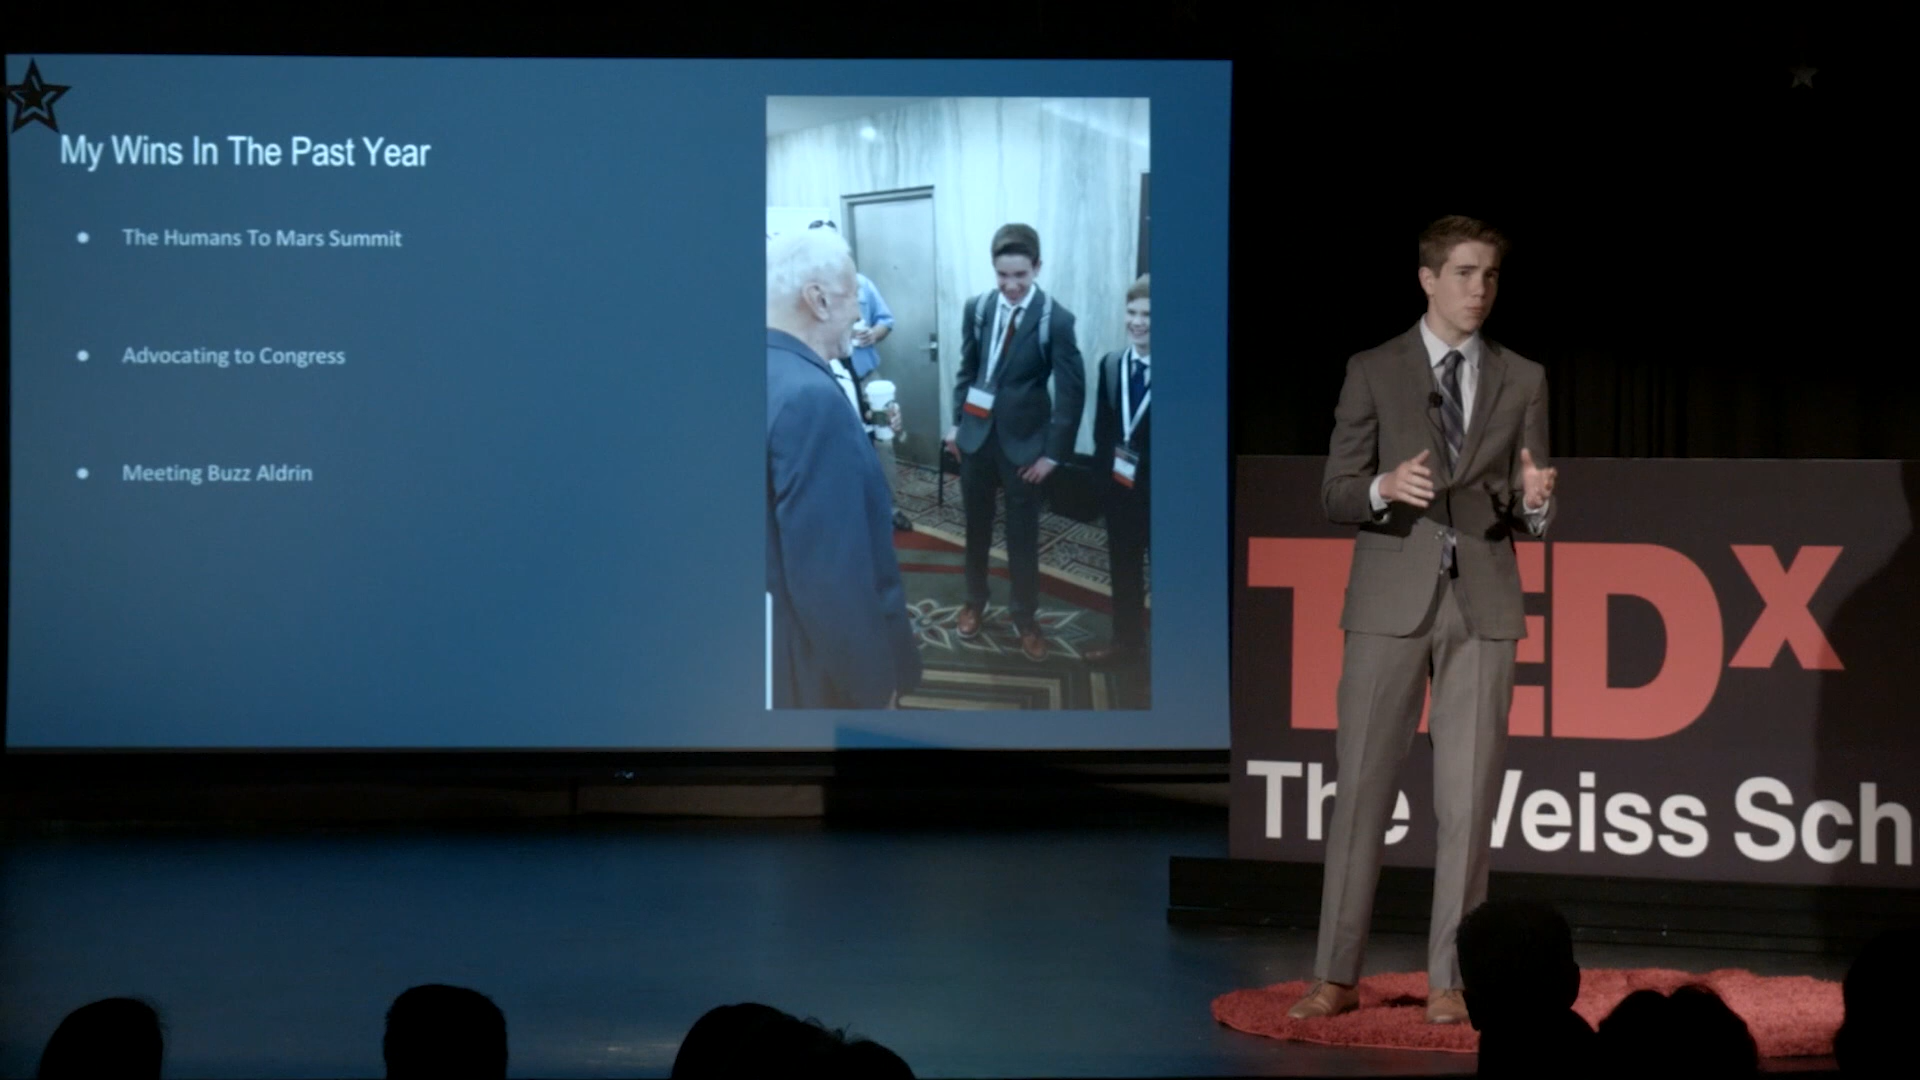 My Wins In The Past Year
The Humans To Mars Summit
Advocating to Congress
Meeting Buzz Aldrin
TEDx
The Weiss Sch